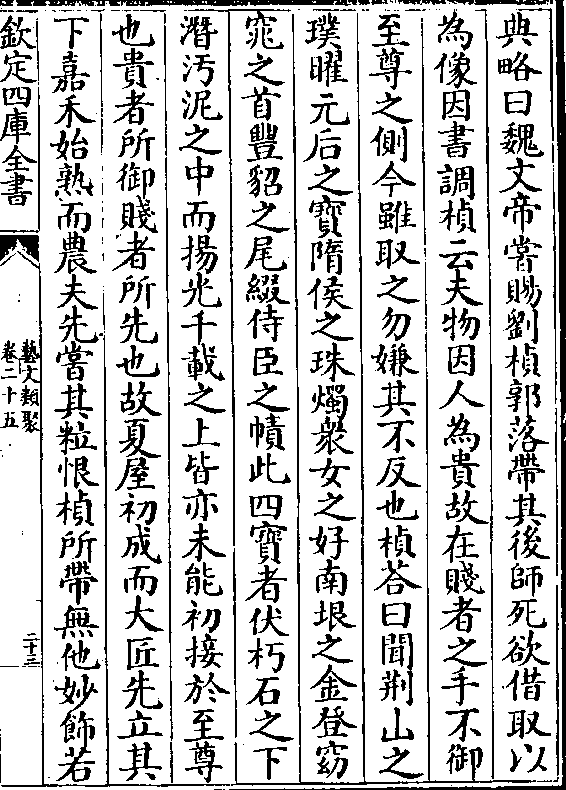 典略曰魏文帝嘗賜劉楨郭落帶其後師死欲借取以
為像因書調楨云夫物因人為貴故在賤者之手不御
至尊之側今雖取之勿嫌其不反也楨荅曰聞荆山之
璞曜元后之寶隋侯之珠燭衆女之好南垠之金登窈
窕之首豐貂之尾綴侍臣之幘此四寶者伏朽石之下
潛汚泥之中而揚光千載之上皆亦未能初接於至尊
也貴者所御賤者所先也故夏屋初成而大匠先立其
下嘉禾始熟而農夫先嘗其粒恨楨所帶無他妙飾若
欽定四庫全書
藝文類聚
卷二十五
二十三